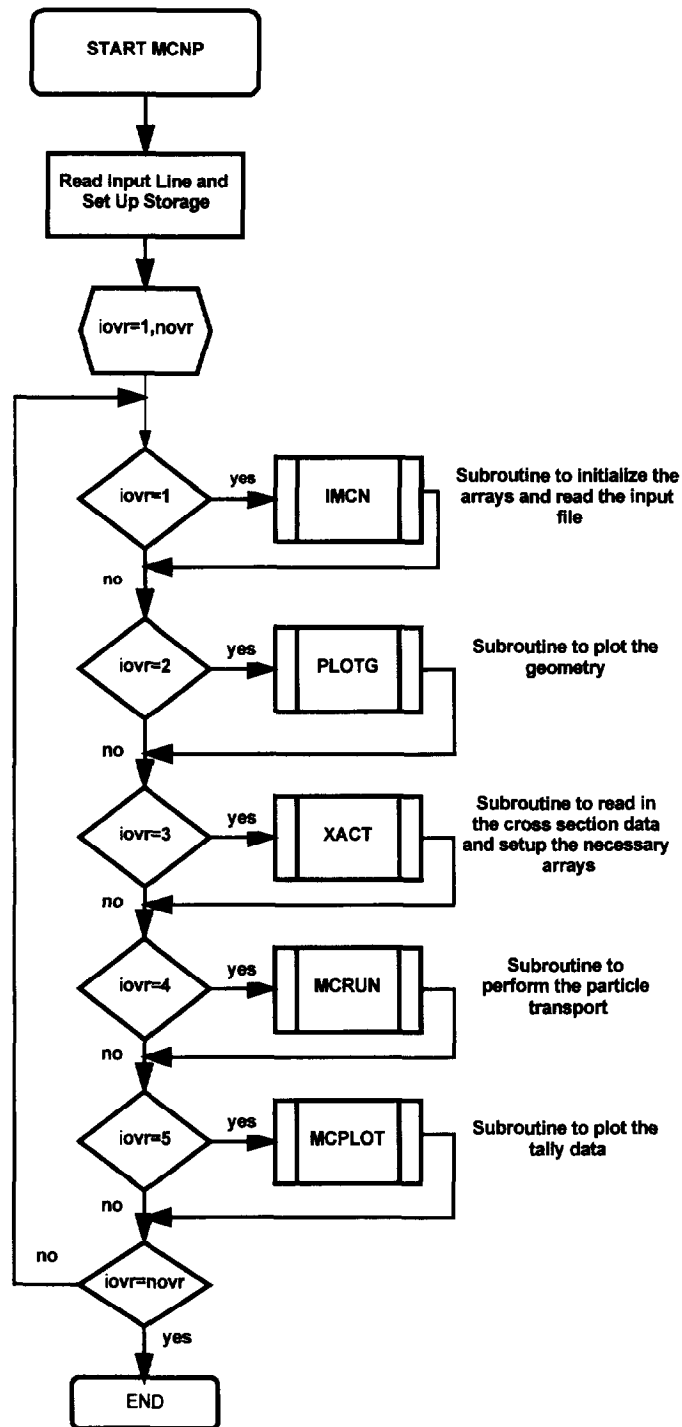 START MCNP
Read Input Line and
Set Up Storage
iovr=1,novr
iovr=1
yes
IMCN
Subroutine to initialize the
arrays and read the input
file
no
iovr=2
yes
PLOTG
Subroutine to plot the
geometry
no
iovr=3
yes
XACT
Subroutine to read in
the cross section data
and setup the necessary
arrays
no
iovr=4
yes
MCRUN
Subroutine to
perform the particle
transport
no
iovr=5
yes
MCPLOT
Subroutine to plot the
tally data
no
no
iovr=novr
yes
END